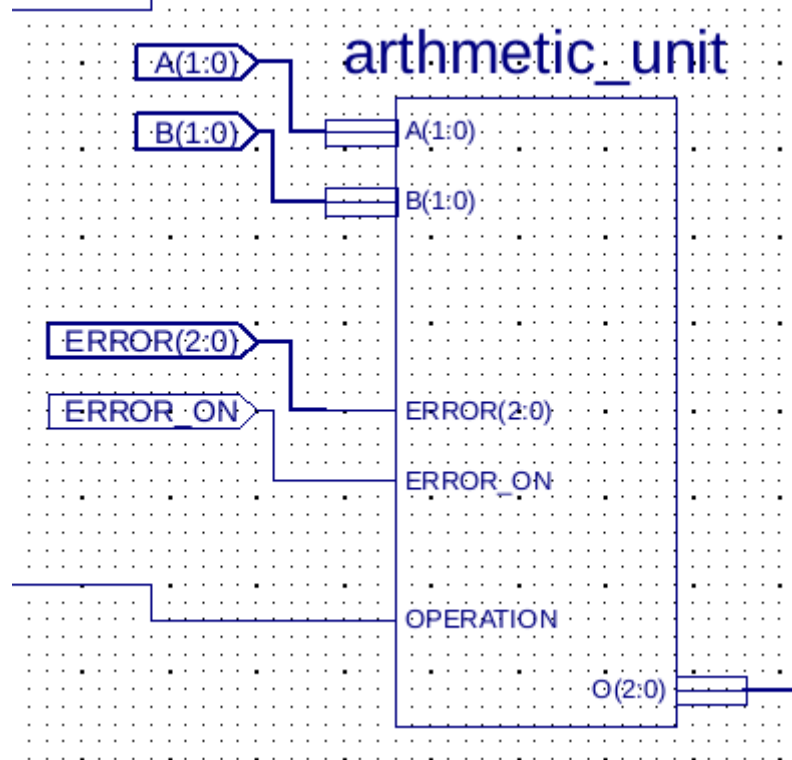 arthmetic_unit
A(1:0)
B(1:0)
A(1:0)
B(1:0)
ERROR(2:0)
ERROR_ON
ERROR(2:0)
ERROR_ON
OPERATION
O(2:0)